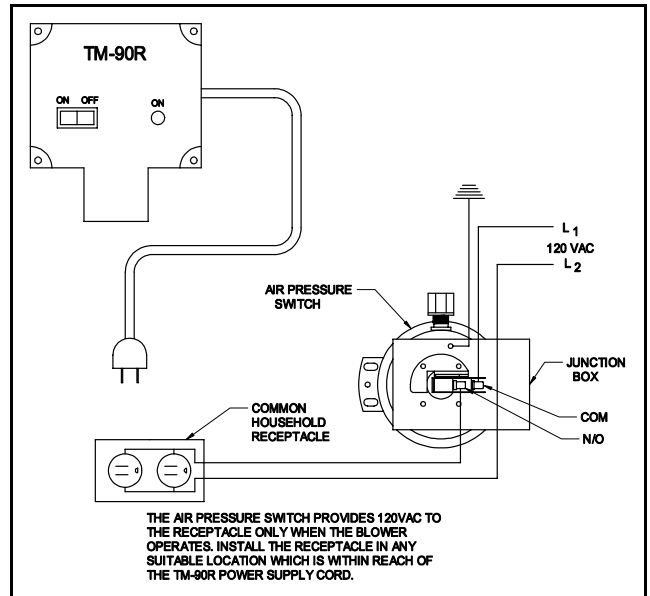 TM-90R
ON OFF
ON
L1
120 VAC
L2
AIR PRESSURE
SWITCH
JUNCTION
BOX
COM
N/O
COMMON
HOUSEHOLD
RECEPTACLE
THE AIR PRESSURE SWITCH PROVIDES 120VAC TO
THE RECEPTACLE ONLY WHEN THE BLOWER
OPERATES. INSTALL THE RECEPTACLE IN ANY
SUITABLE LOCATION WHICH IS WITHIN REACH OF
THE TM-90R POWER SUPPLY CORD.